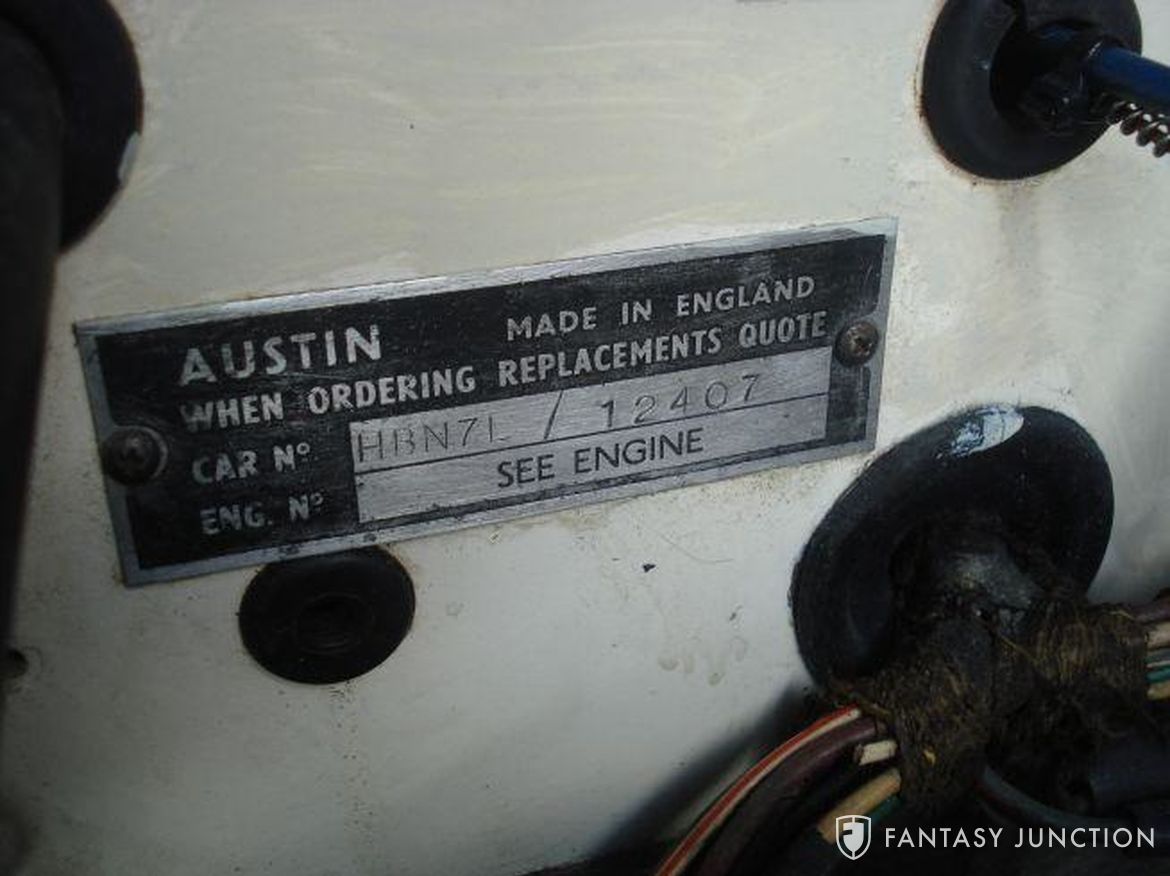 AUSTIN MADE IN ENGLAND
WHEN ORDERING REPLACEMENTS QUOTE
CAR Nº HBN7L / 12407
ENG. Nº SEE ENGINE
FANTASY JUNCTION